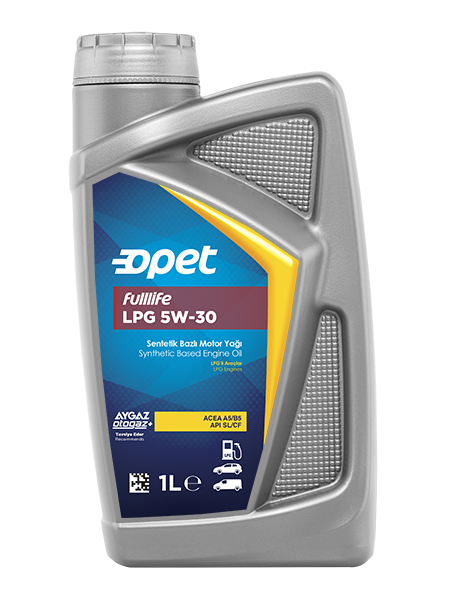 opet
fulllife
LPG 5W-30
Sentetik Bazlı Motor Yağı
Synthetic Based Engine Oil
LPG'li Araçlar
LPG Engines
AYGAZ
otogaz+
Tavsiye Eder
Recommends
ACEA A5/B5
API SL/CF
LPG
1L e